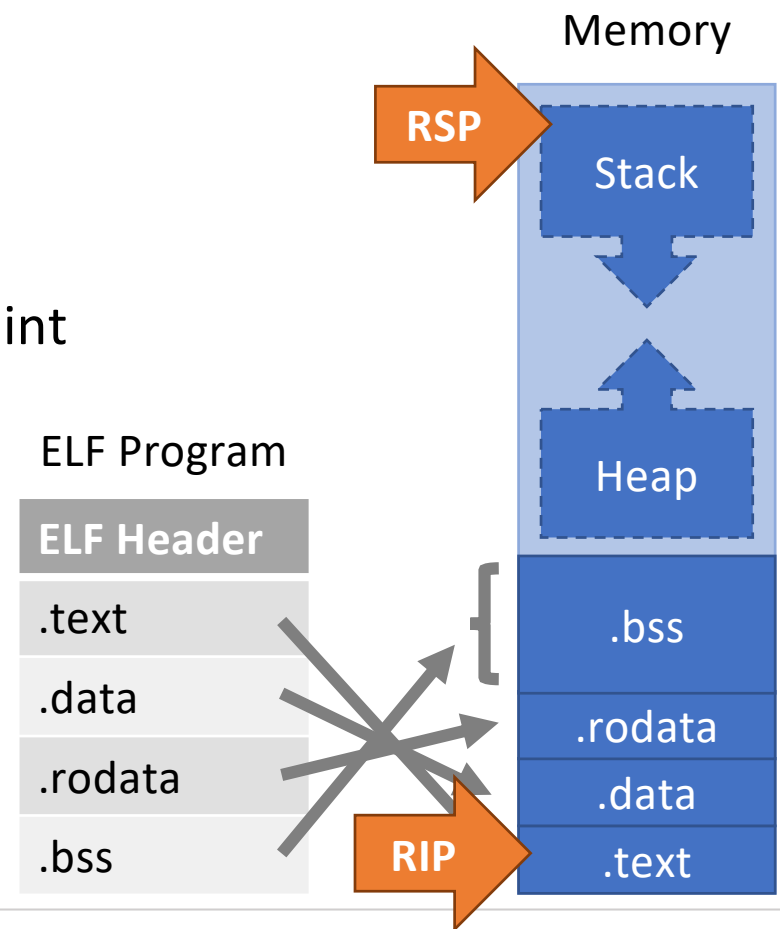 Memory
RSP
Stack
int
ELF Program
Heap
ELF Header
.text
.bss
.data
.rodata
.rodata
.data
.bss
RIP
.text